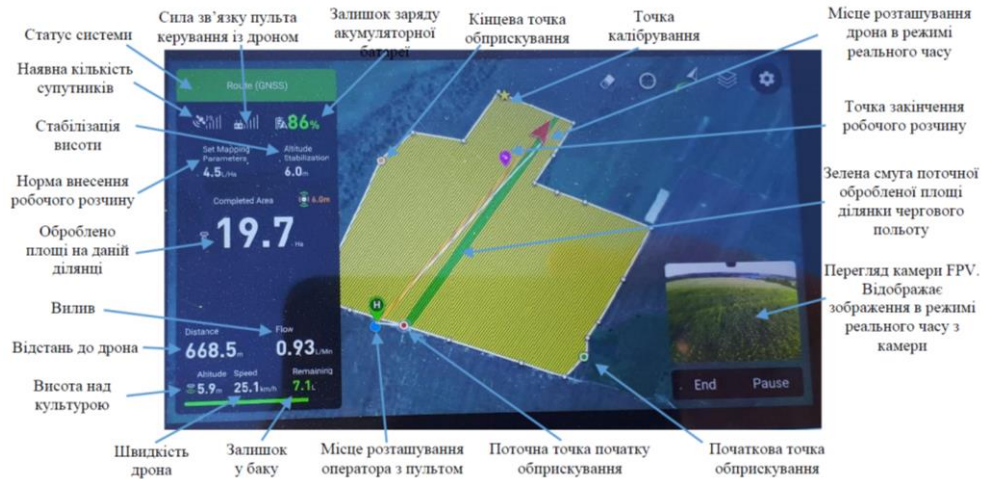 Статус системи
Сила зв’язку пульта
керування із дроном
Залишок заряду
акумуляторної
батареї
Кінцева точка
обприскування
Точка
калібрування
Місце розташування
дрона в режимі
реального часу
Наявна кількість
супутників
Стабілізація
висоти
Норма внесення
робочого розчину
Оброблено
площі на даній
ділянці
Вилив
Відстань до дрона
Висота над
культурою
Route (GNSS)
86%
Set Mapping
Parameters
4.5L/Ha
Altitude
Stabilization
6.0m
Completed Area
6.0m
19.7 Ha
Distance
668.5m
Flow
0.93L/Min
Altitude
5.9m
Speed
25.1km/h
Remaining
7.1L
H
End
Pause
Точка закінчення
робочого розчину
Зелена смуга поточної
обробленої площі
ділянки чергового
польоту
Перегляд камери FPV.
Відображає
зображення в режимі
реального часу з
камери
Швидкість
дрона
Залишок
у баку
Місце розташування
оператора з пультом
Поточна точка початку
обприскування
Початкова точка
обприскування